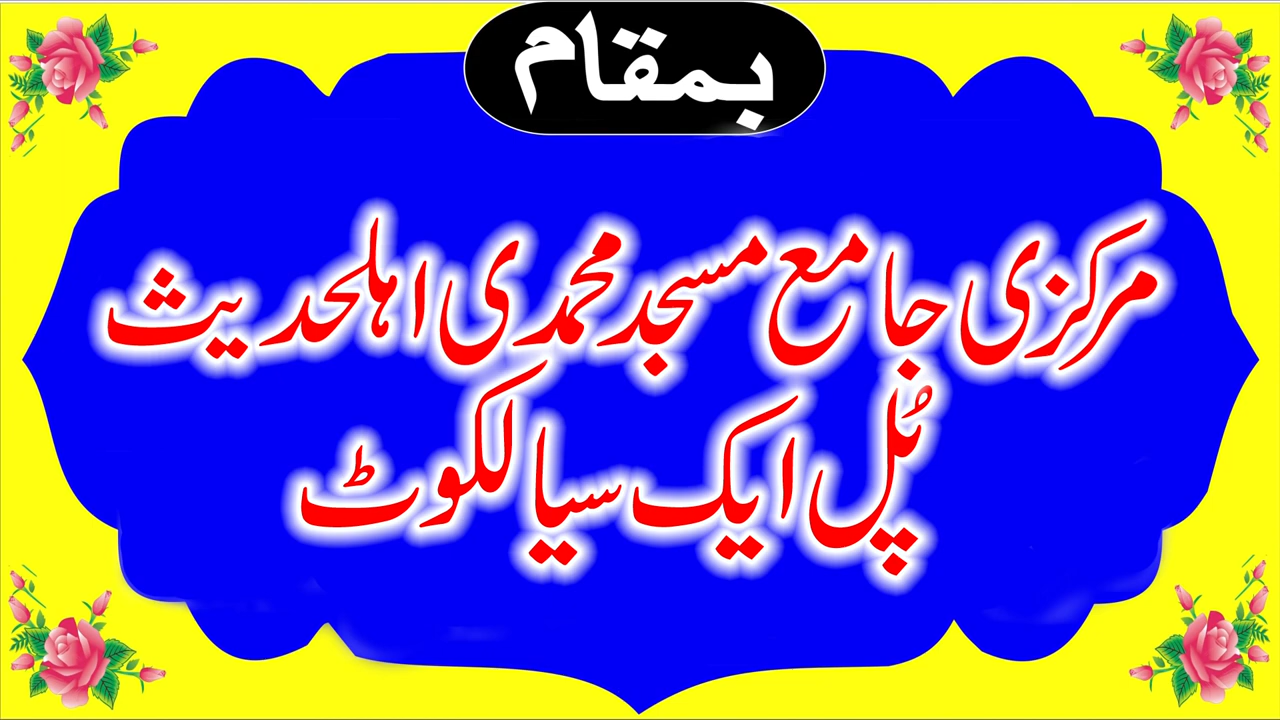 بمقام
مرکزی جامع مسجد محمدی اہلحدیث
پُل ایک سیالکوٹ